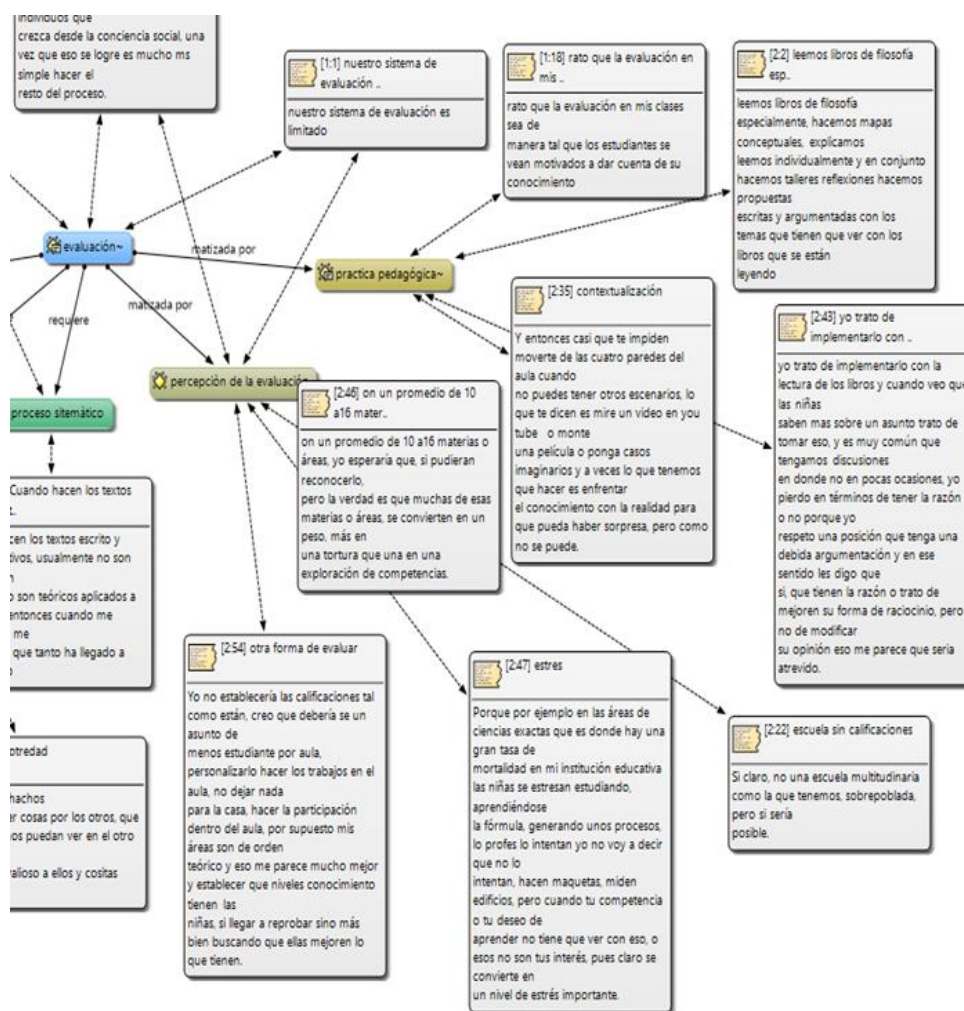 individuos que
crezca desde la conciencia social, una
vez que eso se logre es mucho ms
simple hacer el
resto del proceso.
[1:1] nuestro sistema de
evaluación ..
nuestro sistema de evaluación es
limitado
[1:18] rato que la evaluación en
mis ..
rato que la evaluación en mis clases
sea de
manera tal que los estudiantes se
vean motivados a dar cuenta de su
conocimiento
[2:2] leemos libros de filosofía
esp..
leemos libros de filosofía
especialmente, hacemos mapas
conceptuales, explicamos
leemos individualmente y en conjunto
hacemos talleres reflexiones hacemos
propuestas
escritas y argumentadas con los
temas que tienen que ver con los
libros que se están
leyendo
evaluación~
matizada por
practica pedagógica~
matizada por
requiere
percepciòn de la evaluación
proceso sitemàtico
[2:35] contextualización
Y entonces casi que te impiden
moverte de las cuatro paredes del
aula cuando
no puedes tener otros escenarios, lo
que te dicen es mire un video en you
tube o monte
una película o ponga casos
imaginarios y a veces lo que tenemos
que hacer es enfrentar
el conocimiento con la realidad para
que pueda haber sorpresa, pero como
no se puede.
[2:43] yo trato de
implementarlo con ..
yo trato de implementarlo con la
lectura de los libros y cuando veo que
las niñas
saben mas sobre un asunto trato de
tomar eso, y es muy común que
tengamos discusiones
en donde no en pocas ocasiones, yo
pierdo en términos de tener la razón
o no porque yo
respeto una posición que tenga una
debida argumentación y en ese
sentido les digo que
si, que tienen la razón o trato de
mejoren su forma de raciocinio, pero
no de modificar
su opinión eso me parece que sería
atrevido.
[2:46] on un promedio de 10
a16 mater..
on un promedio de 10 a16 materias o
áreas, yo esperaría que, si pudieran
reconocerlo,
pero la verdad es que muchas de esas
materias o áreas, se convierten en un
peso, más en
una tortura que una en una
exploración de competencias.
Cuando hacen los textos
cen los textos escrito y
tivos, usualmente no son
n
o son teóricos aplicados a
entonces cuando me
me
que tanto ha llegado a
o
[2:54] otra forma de evaluar
Yo no establecería las calificaciones tal
como están, creo que debería se un
asunto de
menos estudiante por aula,
personalizarlo hacer los trabajos en el
aula, no dejar nada
para la casa, hacer la participación
dentro del aula, por supuesto mis
áreas son de orden
teórico y eso me parece mucho mejor
y establecer que niveles conocimiento
tienen las
niñas, si llegar a reprobar sino más
bien buscando que ellas mejoren lo
que tienen.
[2:47] estres
Porque por ejemplo en las áreas de
ciencias exactas que es donde hay una
gran tasa de
mortalidad en mi institución educativa
las niñas se estresan estudiando,
aprendiéndose
la fórmula, generando unos procesos,
lo profes lo intentan yo no voy a decir
que no lo
intentan, hacen maquetas, miden
edificios, pero cuando tu competencia
o tu deseo de
aprender no tiene que ver con eso, o
esos no son tus interés, pues claro se
convierte en
un nivel de estrés importante.
[2:22] escuela sin calificaciones
Si claro, no una escuela multitudinaria
como la que tenemos, sobrepoblada,
pero si sería
posible.
otredad
hachos
er cosas por los otros, que
os puedan ver en el otro
valioso a ellos y cositas